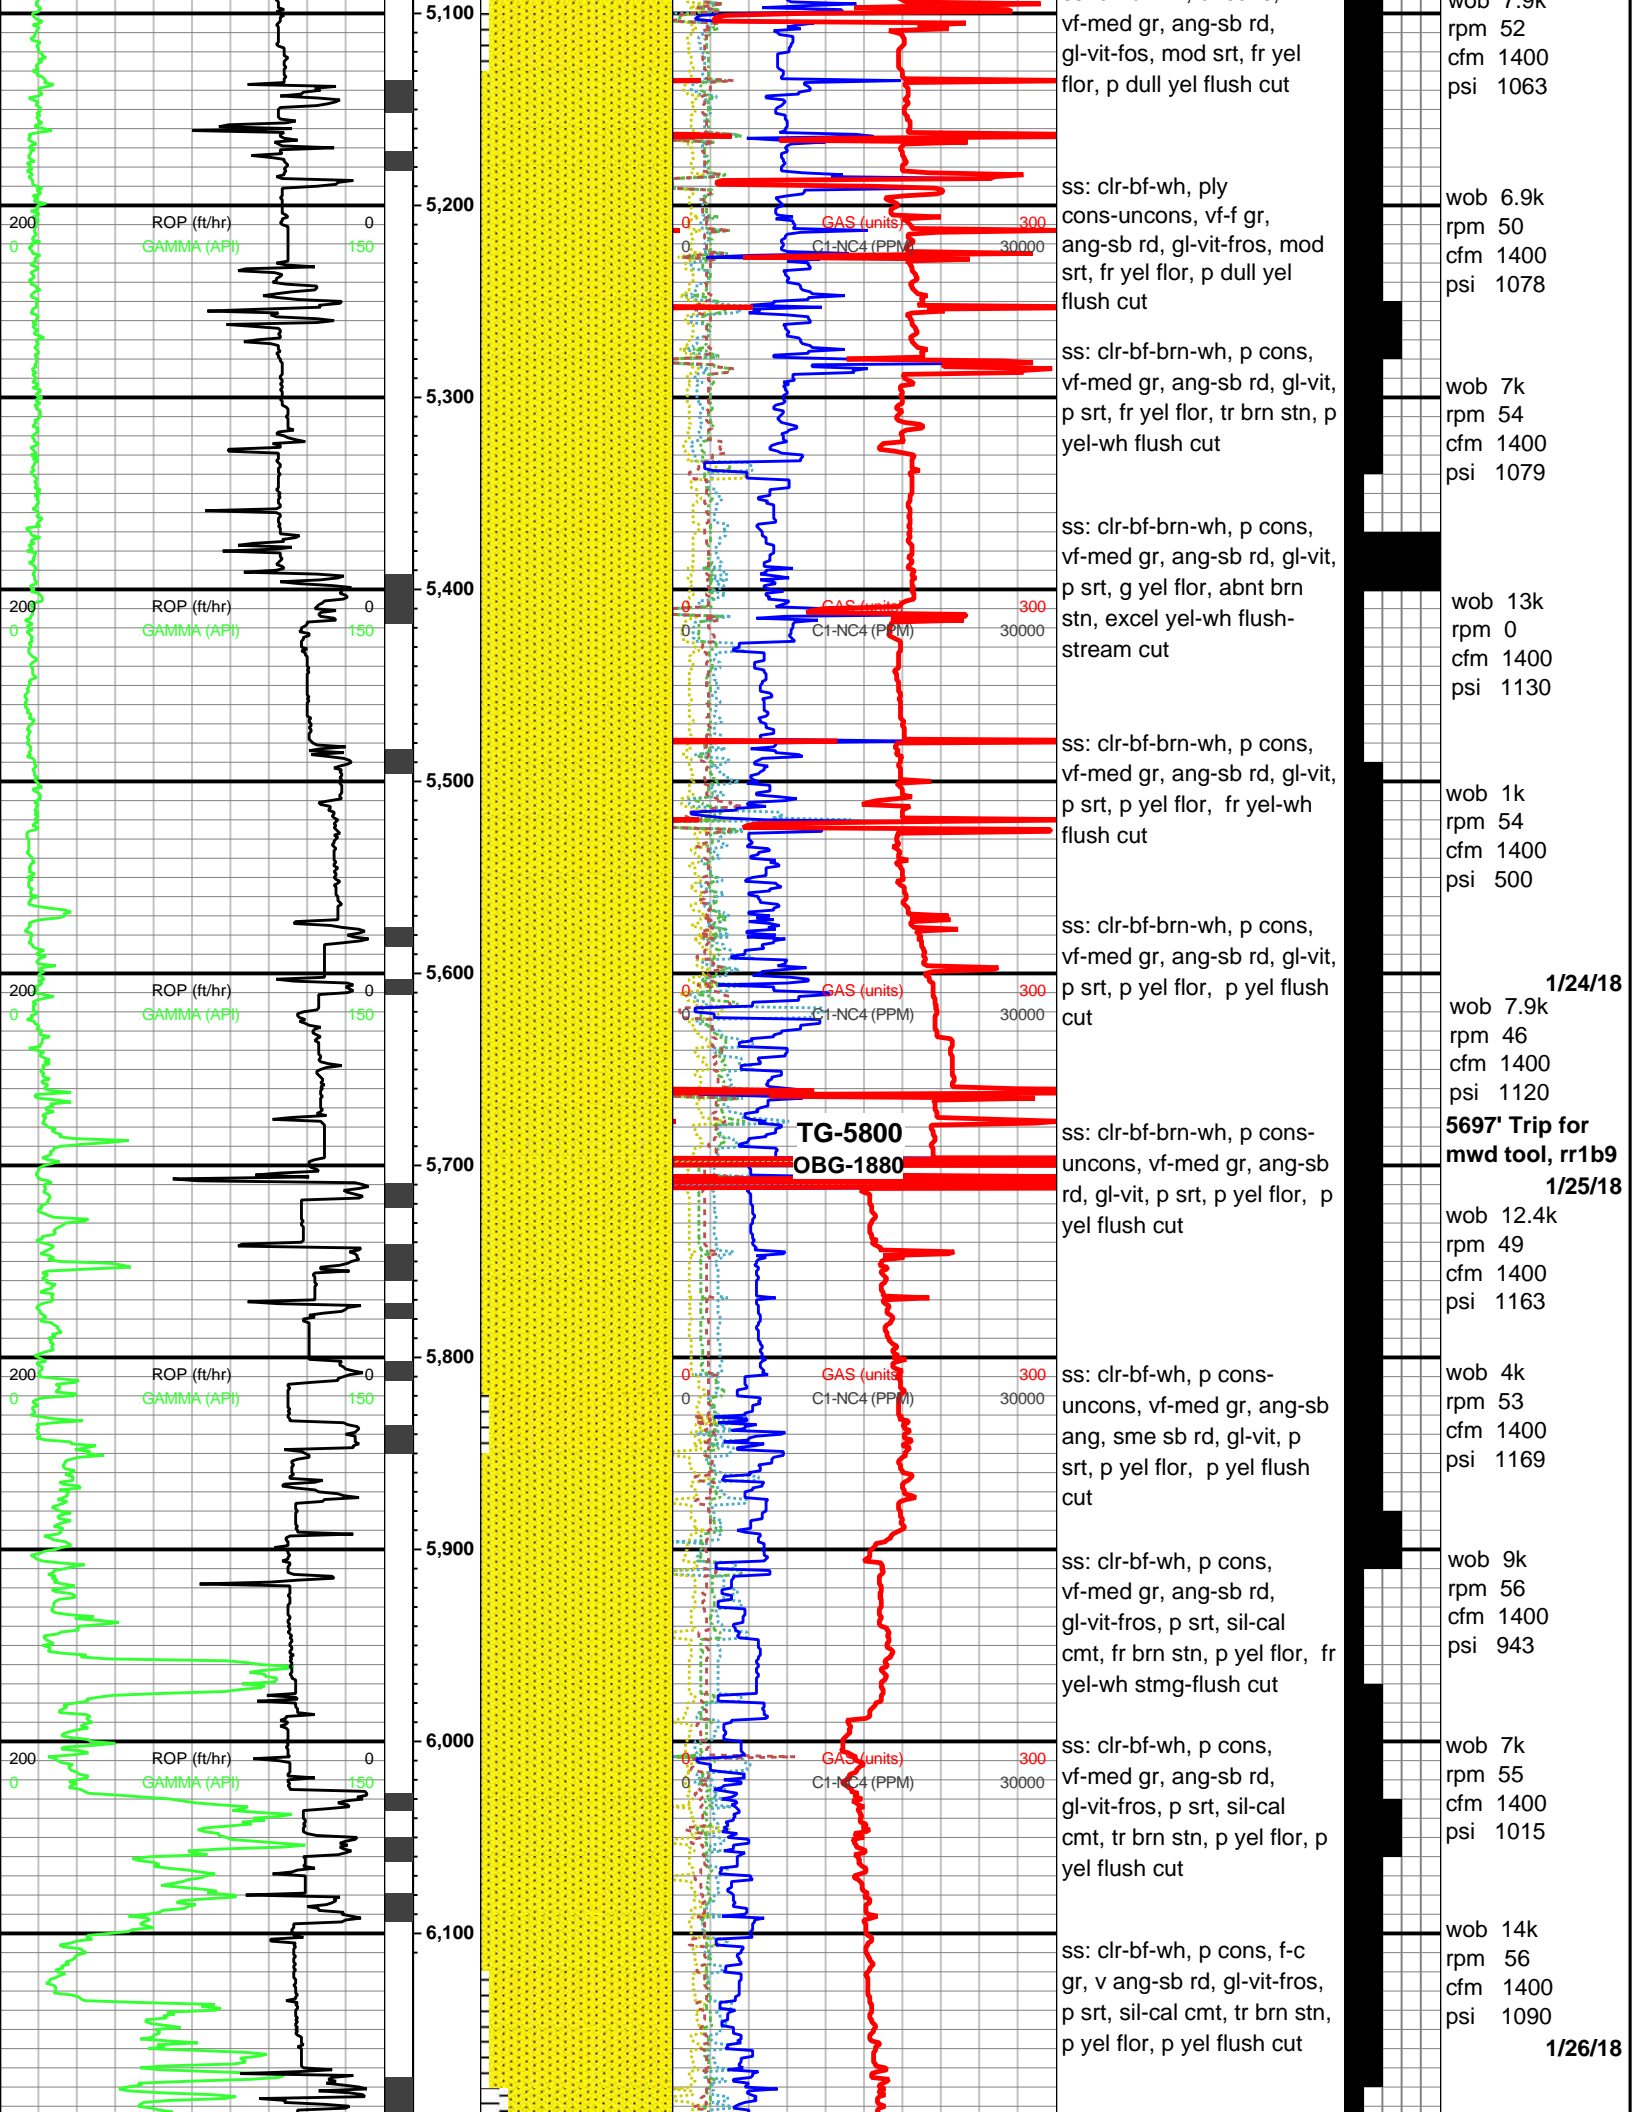 5,100
5,200
5,300
5,400
5,500
5,600
5,700
5,800
5,900
6,000
6,100
200 ROP (ft/hr) 0
0 GAMMA (API) 150
200 ROP (ft/hr) 0
0 GAMMA (API) 150
200 ROP (ft/hr) 0
0 GAMMA (API) 150
200 ROP (ft/hr) 0
0 GAMMA (API) 150
200 ROP (ft/hr) 0
0 GAMMA (API) 150
0 GAS (units) 300
0 C1-NC4 (PPM) 30000
0 GAS (units) 300
0 C1-NC4 (PPM) 30000
0 GAS (units) 300
0 C1-NC4 (PPM) 30000
TG-5800
OBG-1880
0 GAS (units) 300
0 C1-NC4 (PPM) 30000
0 GAS (units) 300
0 C1-NC4 (PPM) 30000
vf-med gr, ang-sb rd,
gl-vit-fos, mod srt, fr yel
flor, p dull yel flush cut
ss: clr-bf-wh, ply
cons-uncons, vf-f gr,
ang-sb rd, gl-vit-fros, mod
srt, fr yel flor, p dull yel
flush cut
ss: clr-bf-brn-wh, p cons,
vf-med gr, ang-sb rd, gl-vit,
p srt, fr yel flor, tr brn stn, p
yel-wh flush cut
ss: clr-bf-brn-wh, p cons,
vf-med gr, ang-sb rd, gl-vit,
p srt, g yel flor, abnt brn
stn, excel yel-wh flush-
stream cut
ss: clr-bf-brn-wh, p cons,
vf-med gr, ang-sb rd, gl-vit,
p srt, p yel flor, fr yel-wh
flush cut
ss: clr-bf-brn-wh, p cons,
vf-med gr, ang-sb rd, gl-vit,
p srt, p yel flor, p yel flush
cut
ss: clr-bf-brn-wh, p cons-
uncons, vf-med gr, ang-sb
rd, gl-vit, p srt, p yel flor, p
yel flush cut
ss: clr-bf-wh, p cons-
uncons, vf-med gr, ang-sb
ang, sme sb rd, gl-vit, p
srt, p yel flor, p yel flush
cut
ss: clr-bf-wh, p cons,
vf-med gr, ang-sb rd,
gl-vit-fros, p srt, sil-cal
cmt, fr brn stn, p yel flor, fr
yel-wh stmg-flush cut
ss: clr-bf-wh, p cons,
vf-med gr, ang-sb rd,
gl-vit-fros, p srt, sil-cal
cmt, tr brn stn, p yel flor, p
yel flush cut
ss: clr-bf-wh, p cons, f-c
gr, v ang-sb rd, gl-vit-fros,
p srt, sil-cal cmt, tr brn stn,
p yel flor, p yel flush cut
wob 7.9k
rpm 52
cfm 1400
psi 1063
wob 6.9k
rpm 50
cfm 1400
psi 1078
wob 7k
rpm 54
cfm 1400
psi 1079
wob 13k
rpm 0
cfm 1400
psi 1130
wob 1k
rpm 54
cfm 1400
psi 500
1/24/18
wob 7.9k
rpm 46
cfm 1400
psi 1120
5697' Trip for
mwd tool, rr1b9
1/25/18
wob 12.4k
rpm 49
cfm 1400
psi 1163
wob 4k
rpm 53
cfm 1400
psi 1169
wob 9k
rpm 56
cfm 1400
psi 943
wob 7k
rpm 55
cfm 1400
psi 1015
wob 14k
rpm 56
cfm 1400
psi 1090
1/26/18